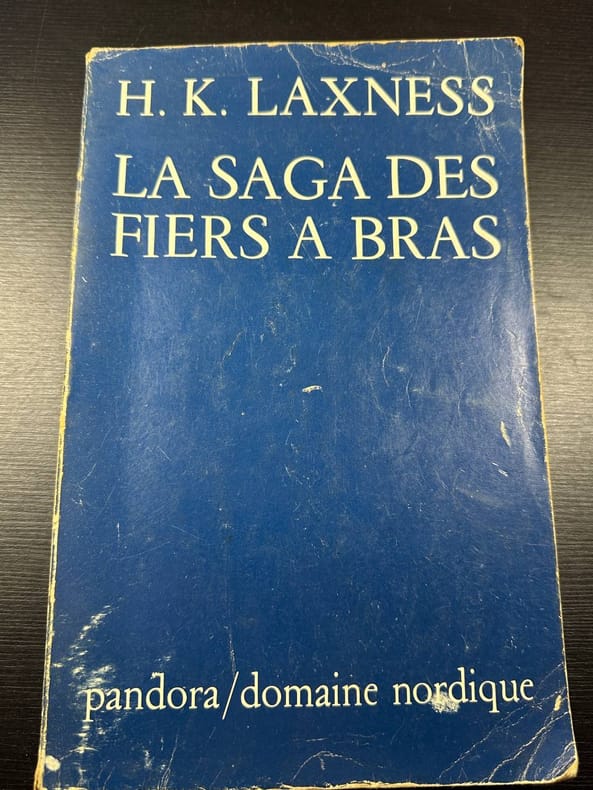 H. K. LAXNESS
LA SAGA DES
FIERS A BRAS
pandora/domaine nordique